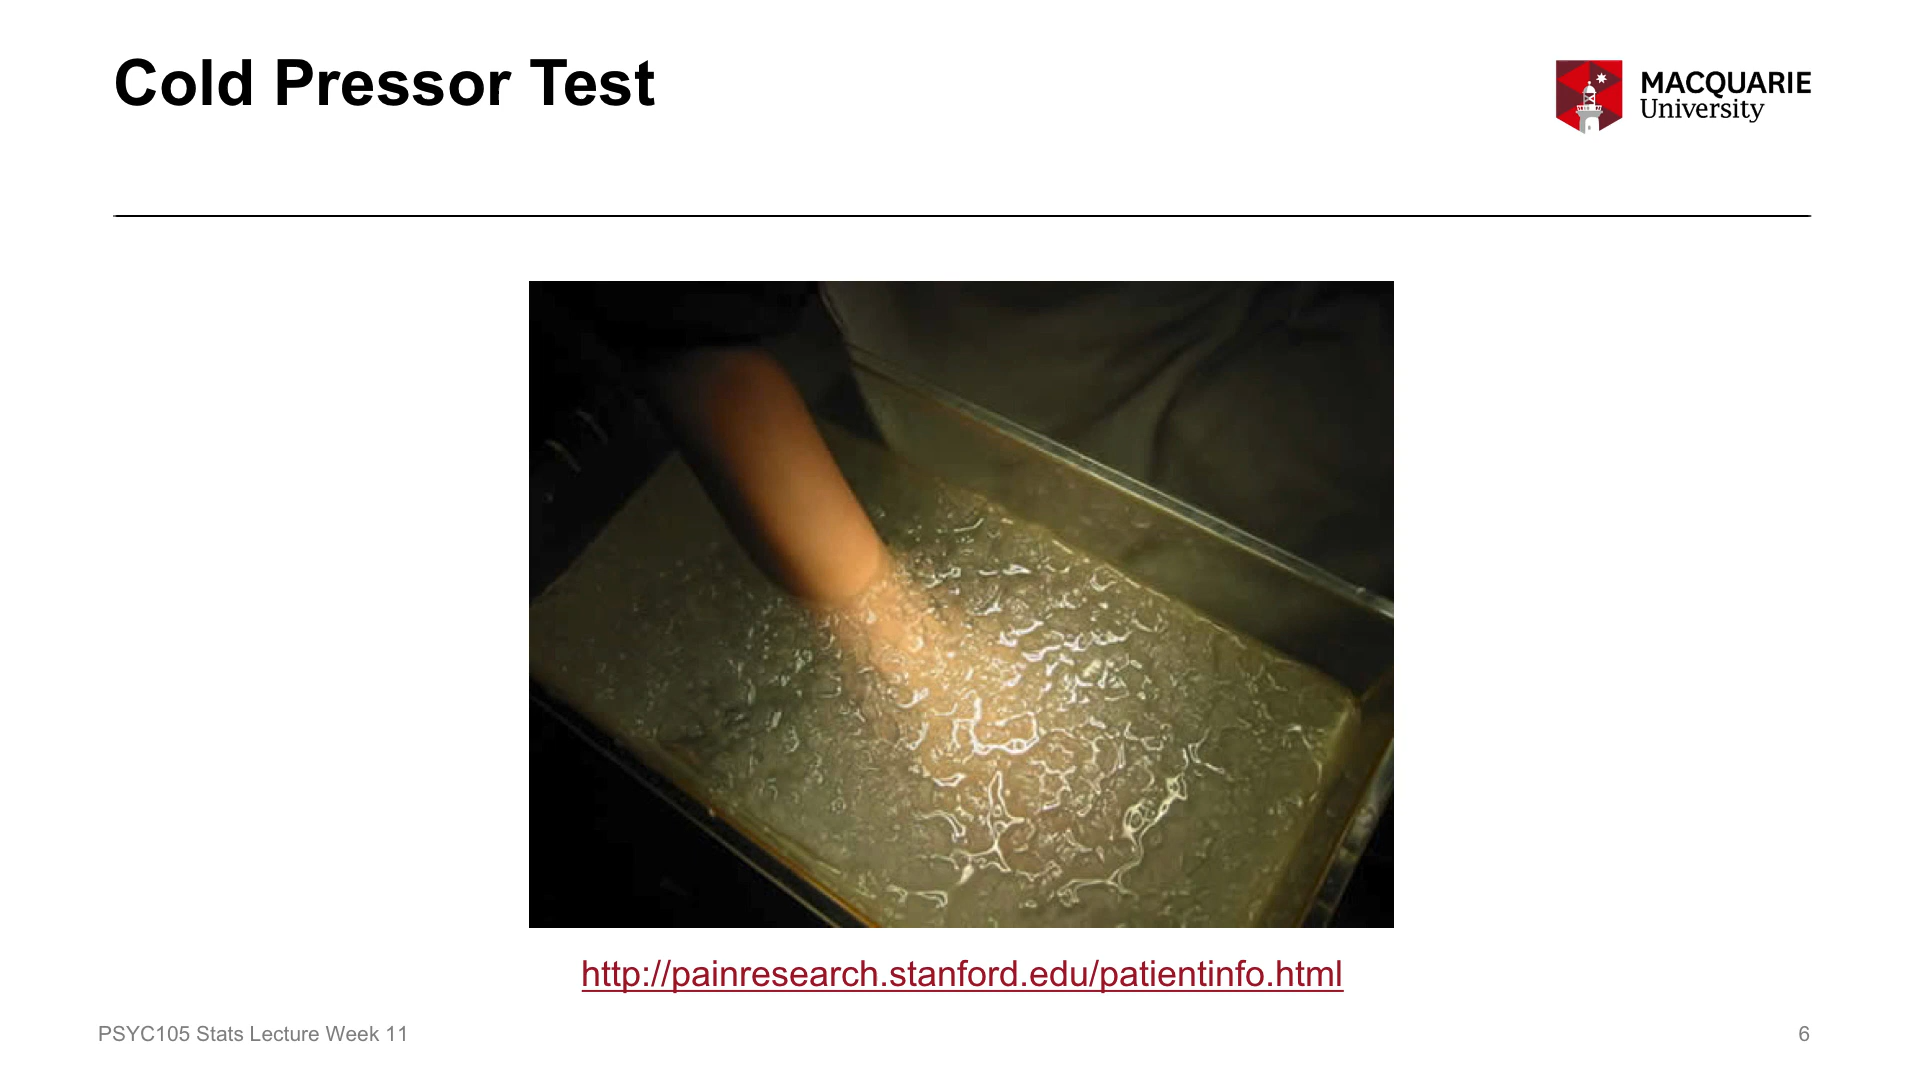 Cold Pressor Test
MACQUARIE
University
http://painresearch.stanford.edu/patientinfo.html
PSYC105 Stats Lecture Week 11
6